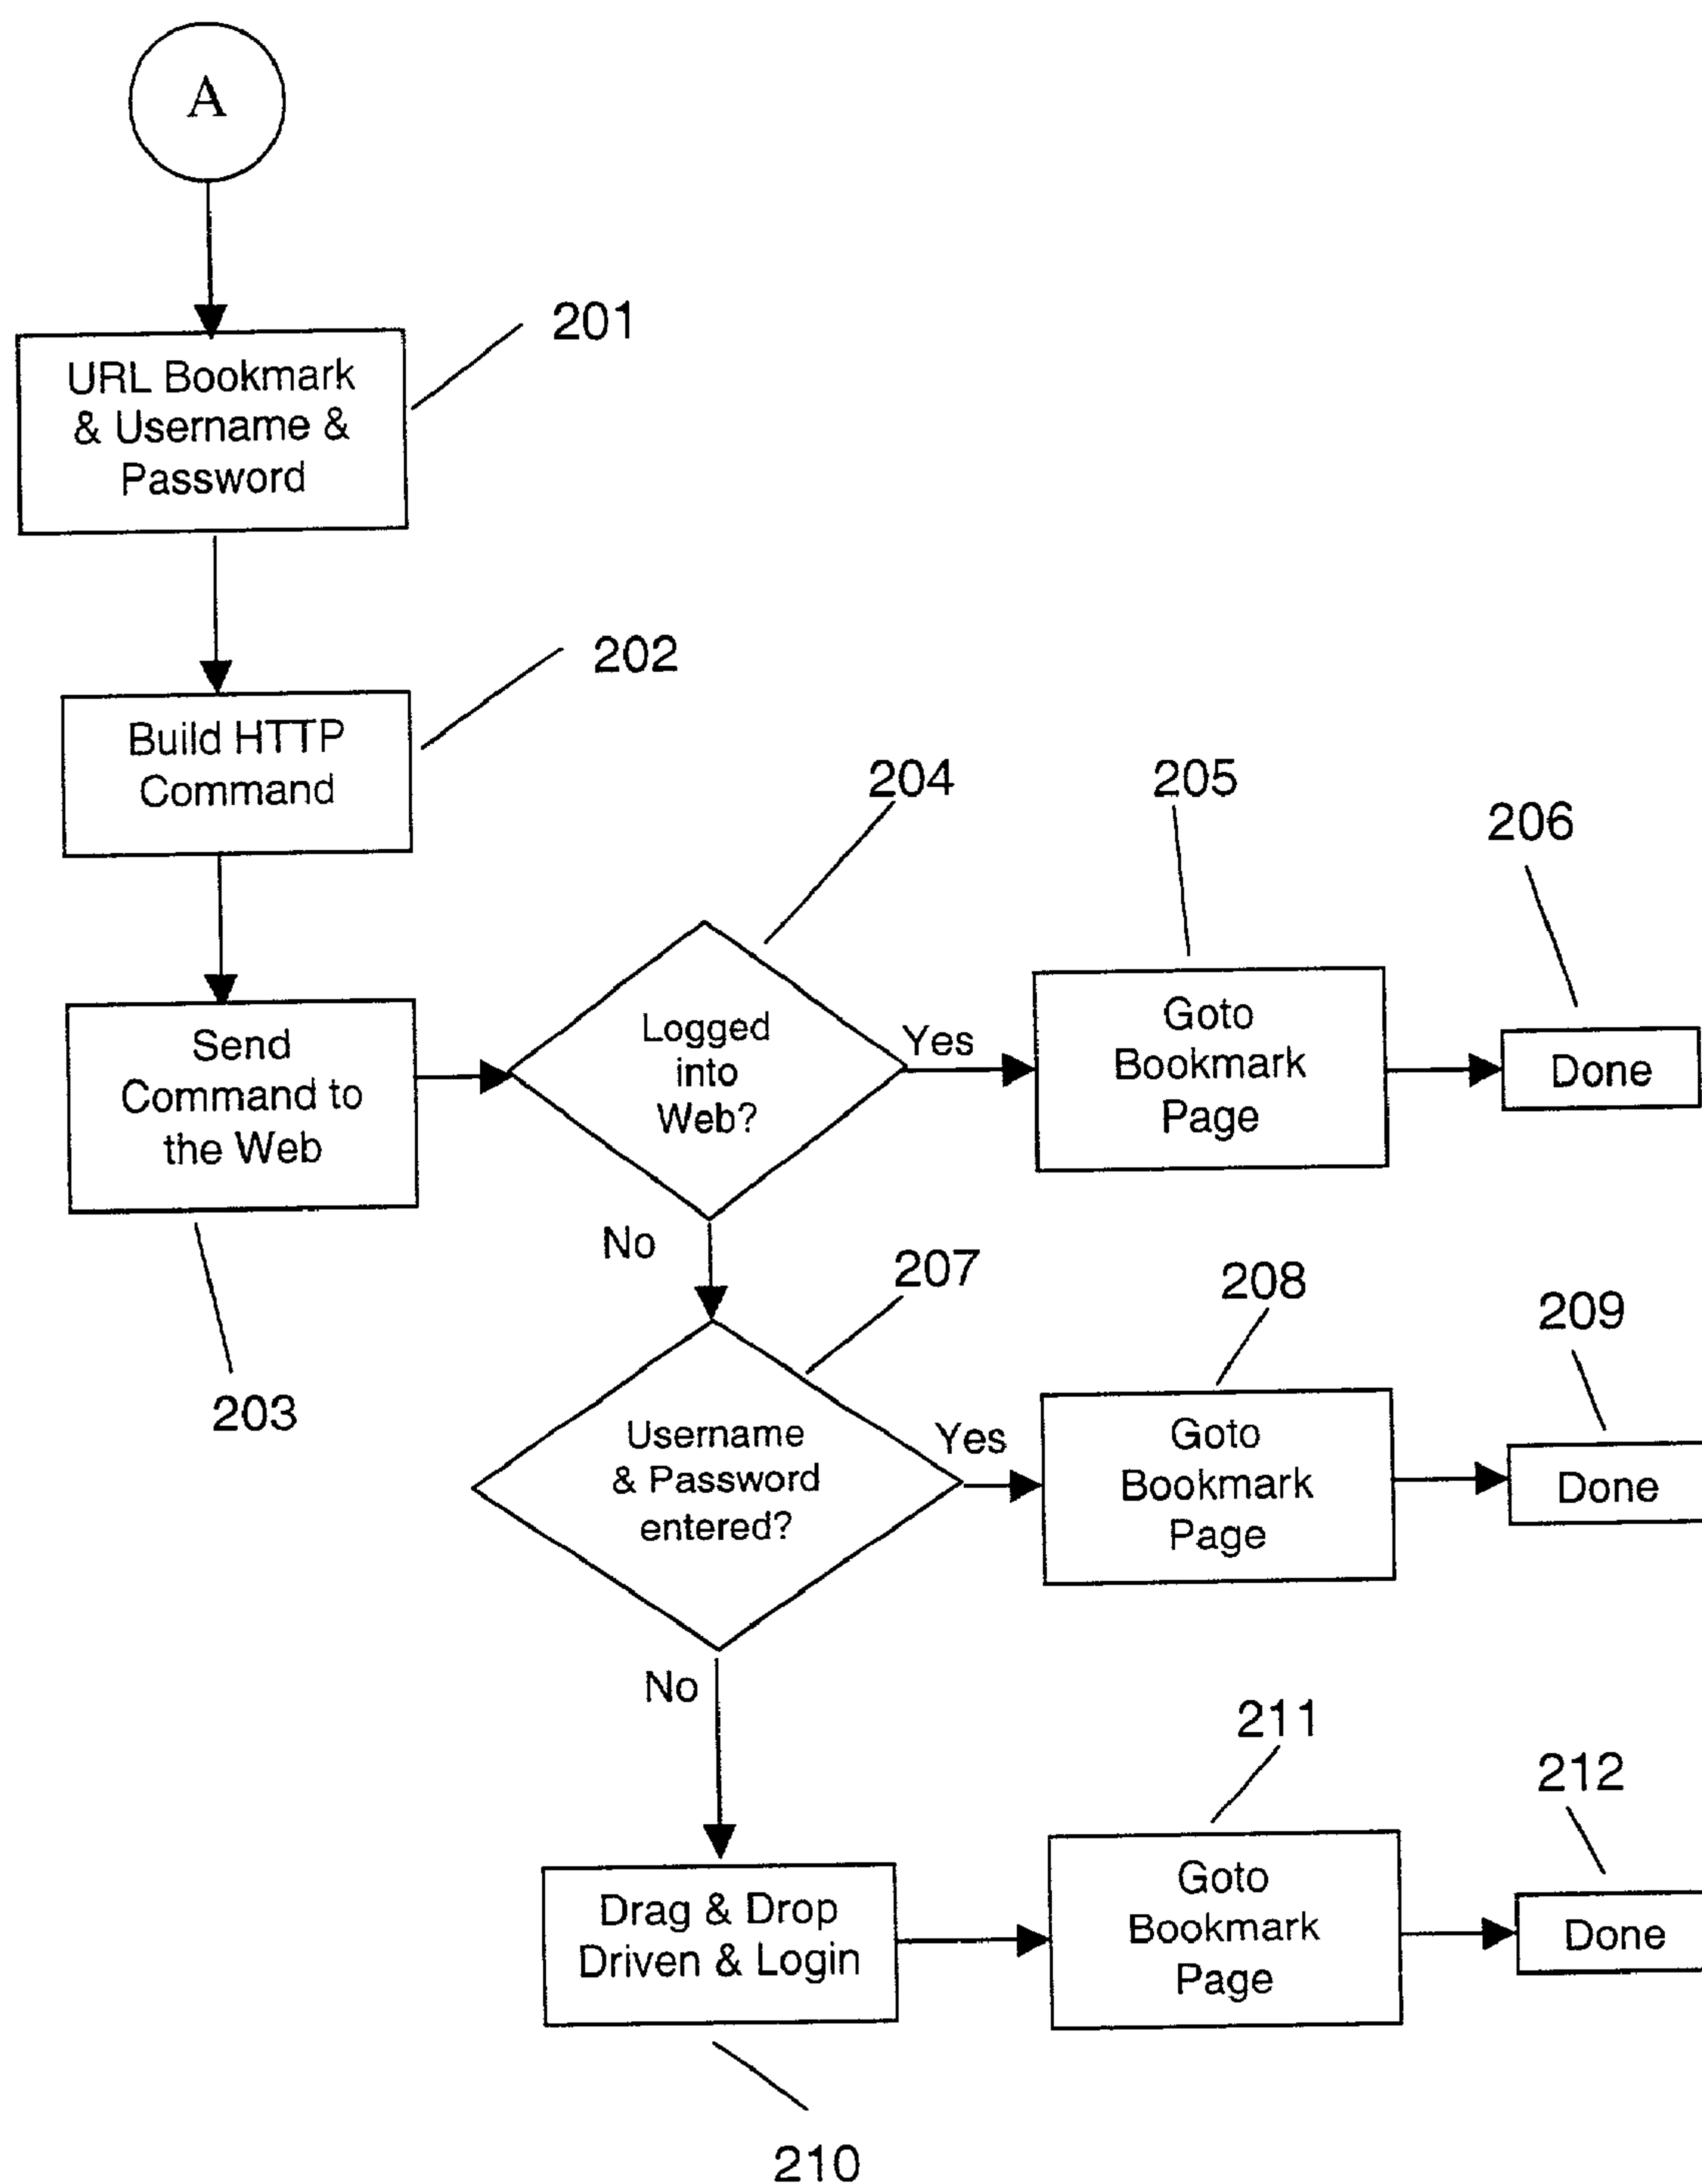 A
201
URL Bookmark
& Username &
Password
202
Build HTTP
Command
204
205
206
Send
Command to
the Web
Logged
into
Web?
Yes
Goto
Bookmark
Page
Done
No
203
207
208
209
Username
& Password
entered?
Yes
Goto
Bookmark
Page
Done
No
211
212
Drag & Drop
Driven & Login
Goto
Bookmark
Page
Done
210